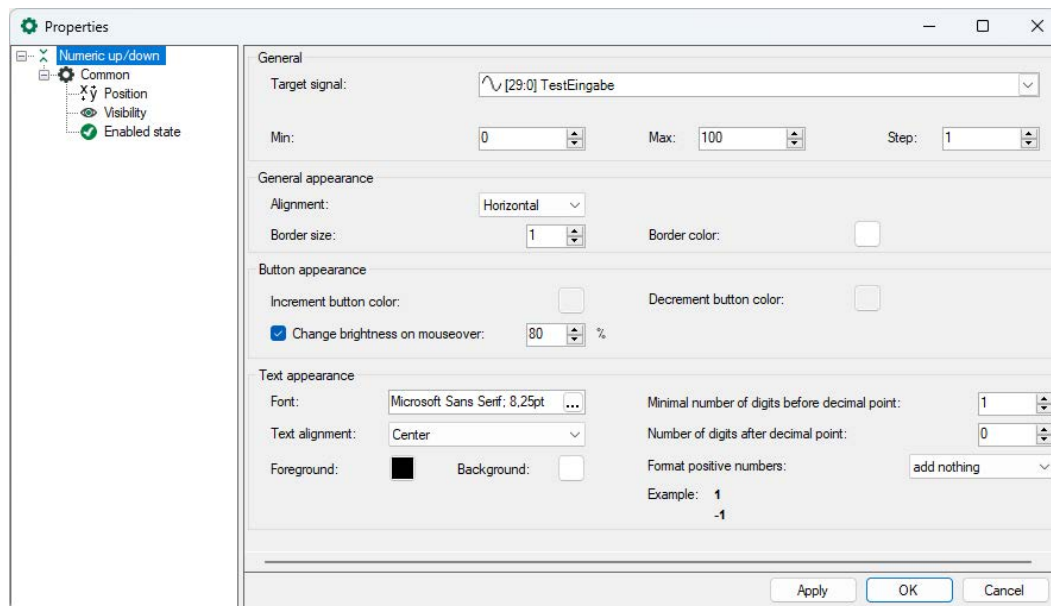 Properties
Numeric up/down
Common
Position
Visibility
Enabled state
General
Target signal: [29:0] TestEingabe
Min: 0 Max: 100 Step: 1
General appearance
Alignment: Horizontal
Border size: 1 Border color:
Button appearance
Increment button color: Decrement button color:
Change brightness on mouseover: 80 %
Text appearance
Font: Microsoft Sans Serif; 8,25pt ... Minimal number of digits before decimal point: 1
Text alignment: Center Number of digits after decimal point: 0
Foreground: Background: Format positive numbers: add nothing
Example: 1
-1
Apply OK Cancel